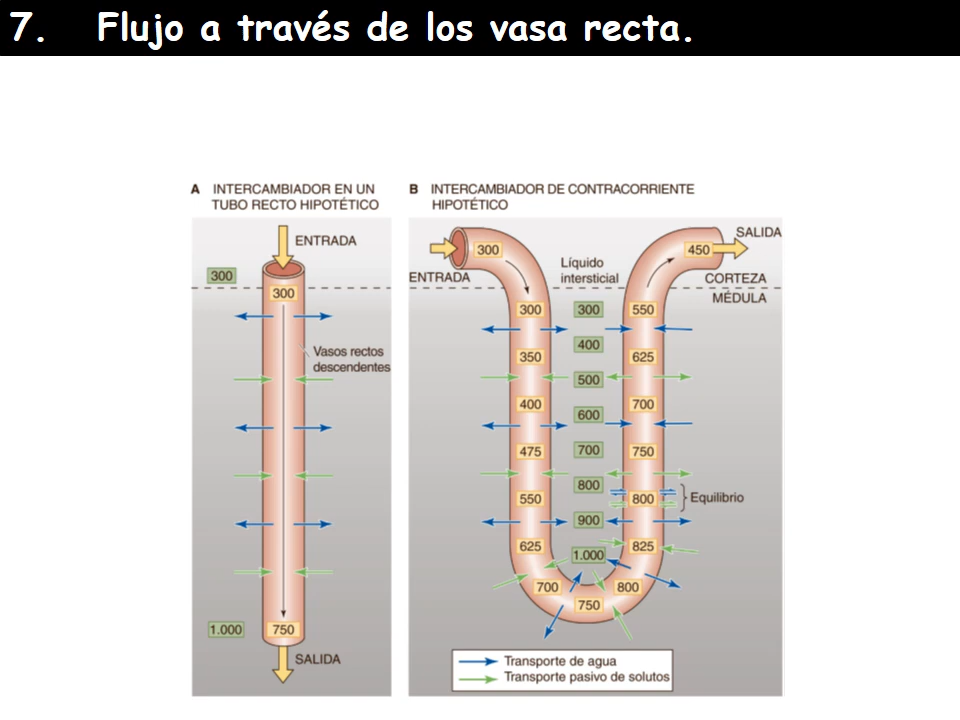 7. Flujo a través de los vasa recta.
A INTERCAMBIADOR EN UN
TUBO RECTO HIPOTÉTICO
ENTRADA
300
300
Vasos rectos
descendentes
1.000
750
SALIDA
B INTERCAMBIADOR DE CONTRACORRIENTE
HIPOTÉTICO
SALIDA
300
450
ENTRADA
Líquido
intersticial
CORTEZA
MÉDULA
300
300
550
400
350
625
500
400
700
600
475
700
750
800
550
800
Equilibrio
900
625
825
1.000
700
800
750
Transporte de agua
Transporte pasivo de solutos